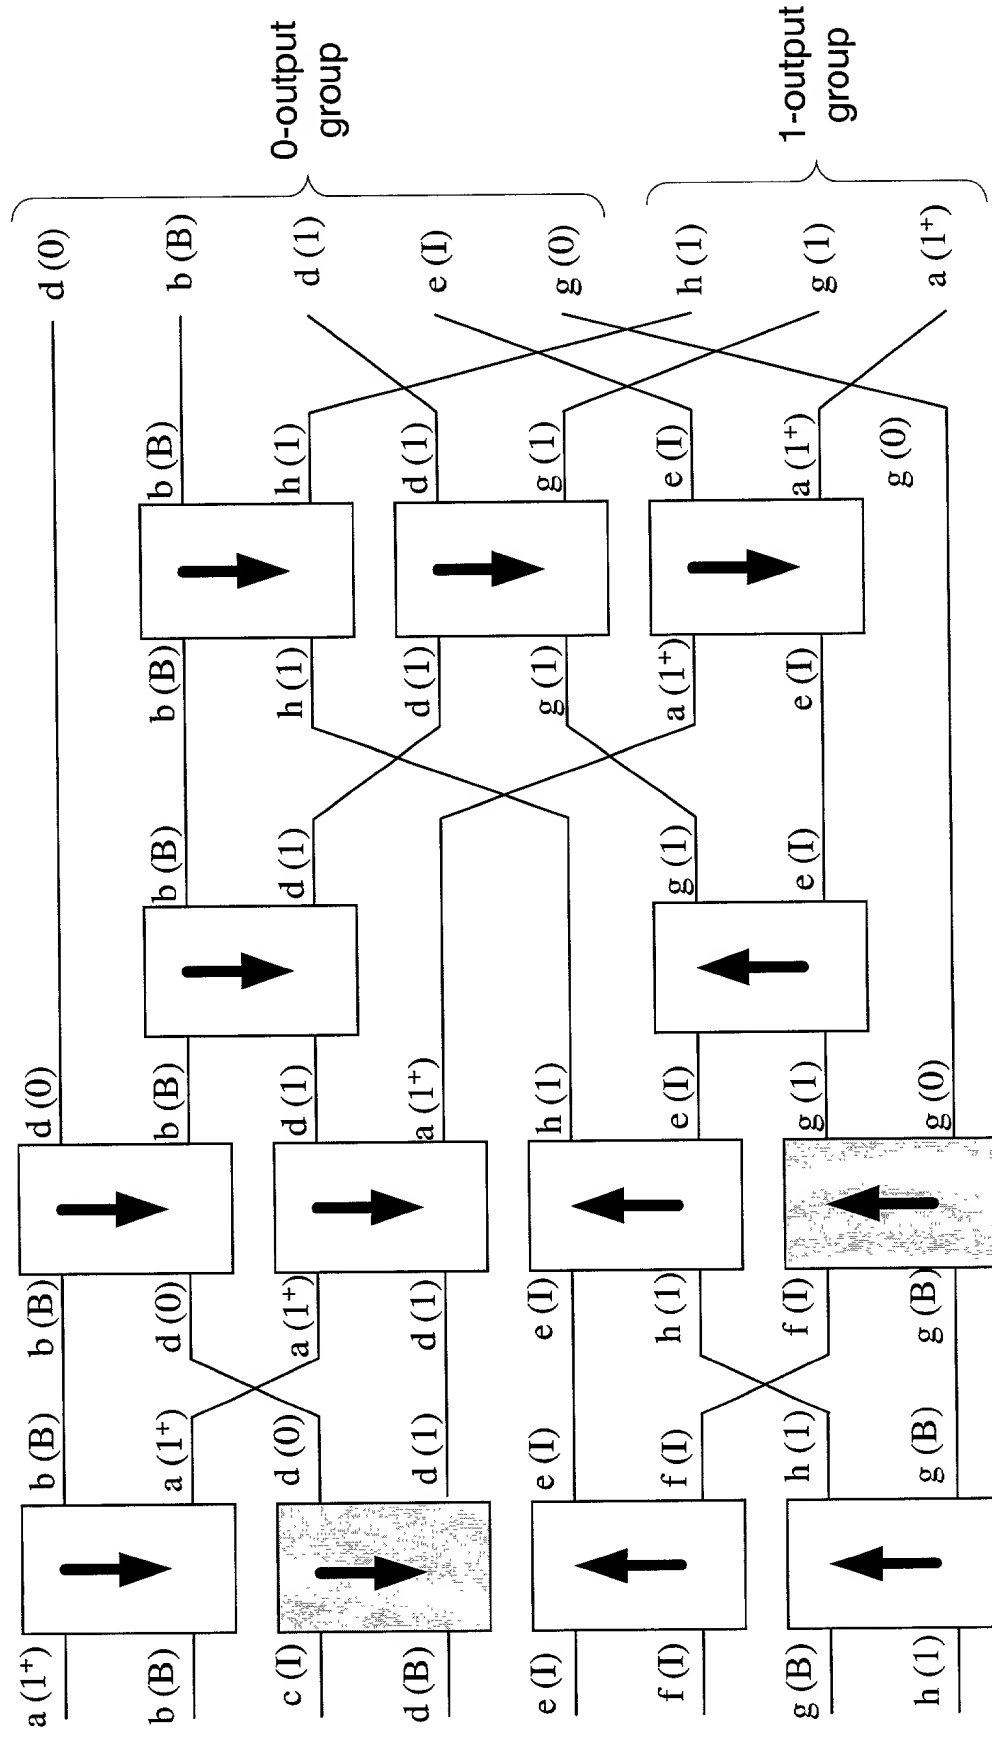 a (1⁺)
b (B)
c (I)
d (B)
e (I)
f (I)
g (B)
h (1)
b (B)
a (1⁺)
d (0)
d (1)
e (I)
f (I)
h (1)
g (B)
b (B)
d (0)
a (1⁺)
d (1)
e (I)
h (1)
f (I)
g (B)
d (0)
b (B)
d (1)
a (1⁺)
h (1)
e (I)
g (1)
g (0)
b (B)
d (1)
g (1)
e (I)
b (B)
h (1)
d (1)
g (1)
a (1⁺)
e (I)
b (B)
h (1)
d (1)
g (1)
e (I)
a (1⁺)
g (0)
d (0)
b (B)
d (1)
e (I)
g (0)
h (1)
g (1)
a (1⁺)
0-output
group
1-output
group